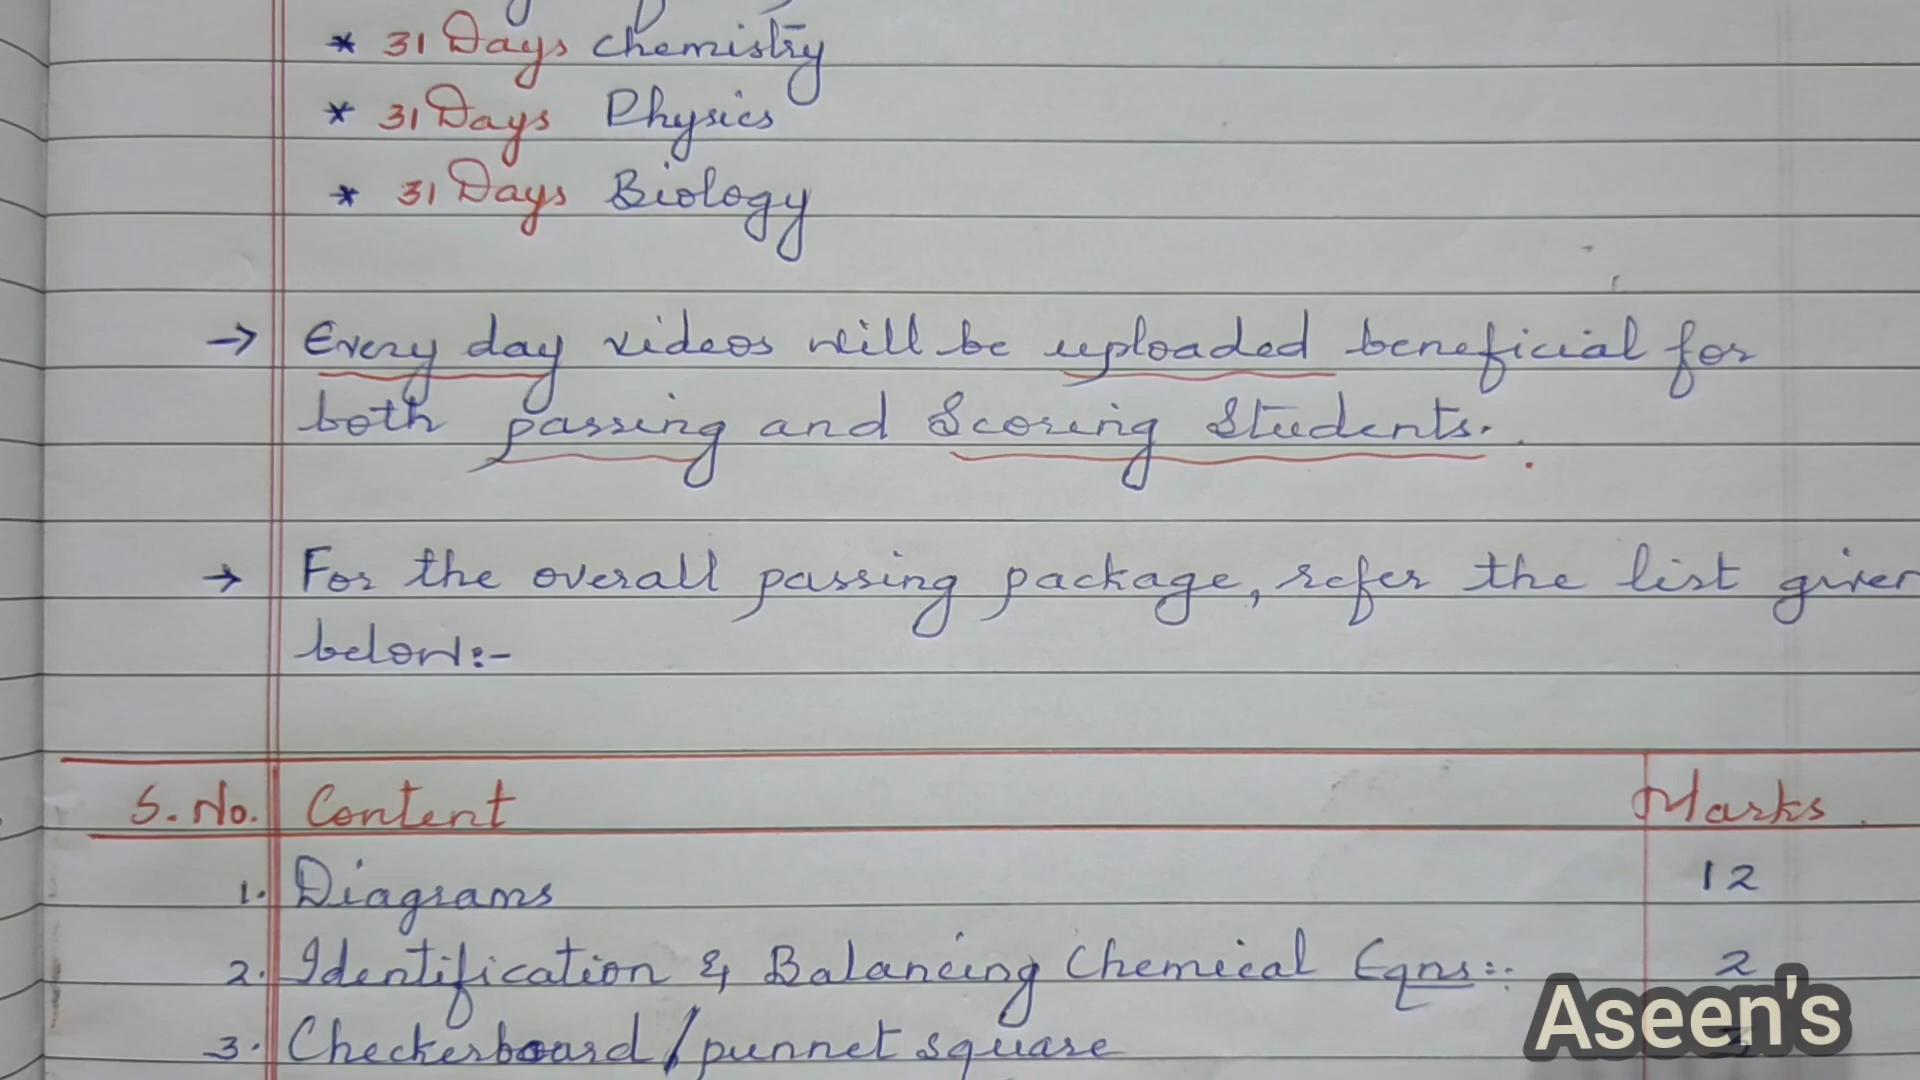 * 31 Days Chemistry
* 31 Days Physics
* 31 Days Biology
→ Every day videos will be uploaded beneficial for
both passing and Scoring Students.
→ For the overall passing package, refer the list given
below:-
S. No. Content Marks
1. Diagrams 12
2. Identification & Balancing Chemical Eqns:- 2
3. Checkerboard/punnet square 3
Aseen's